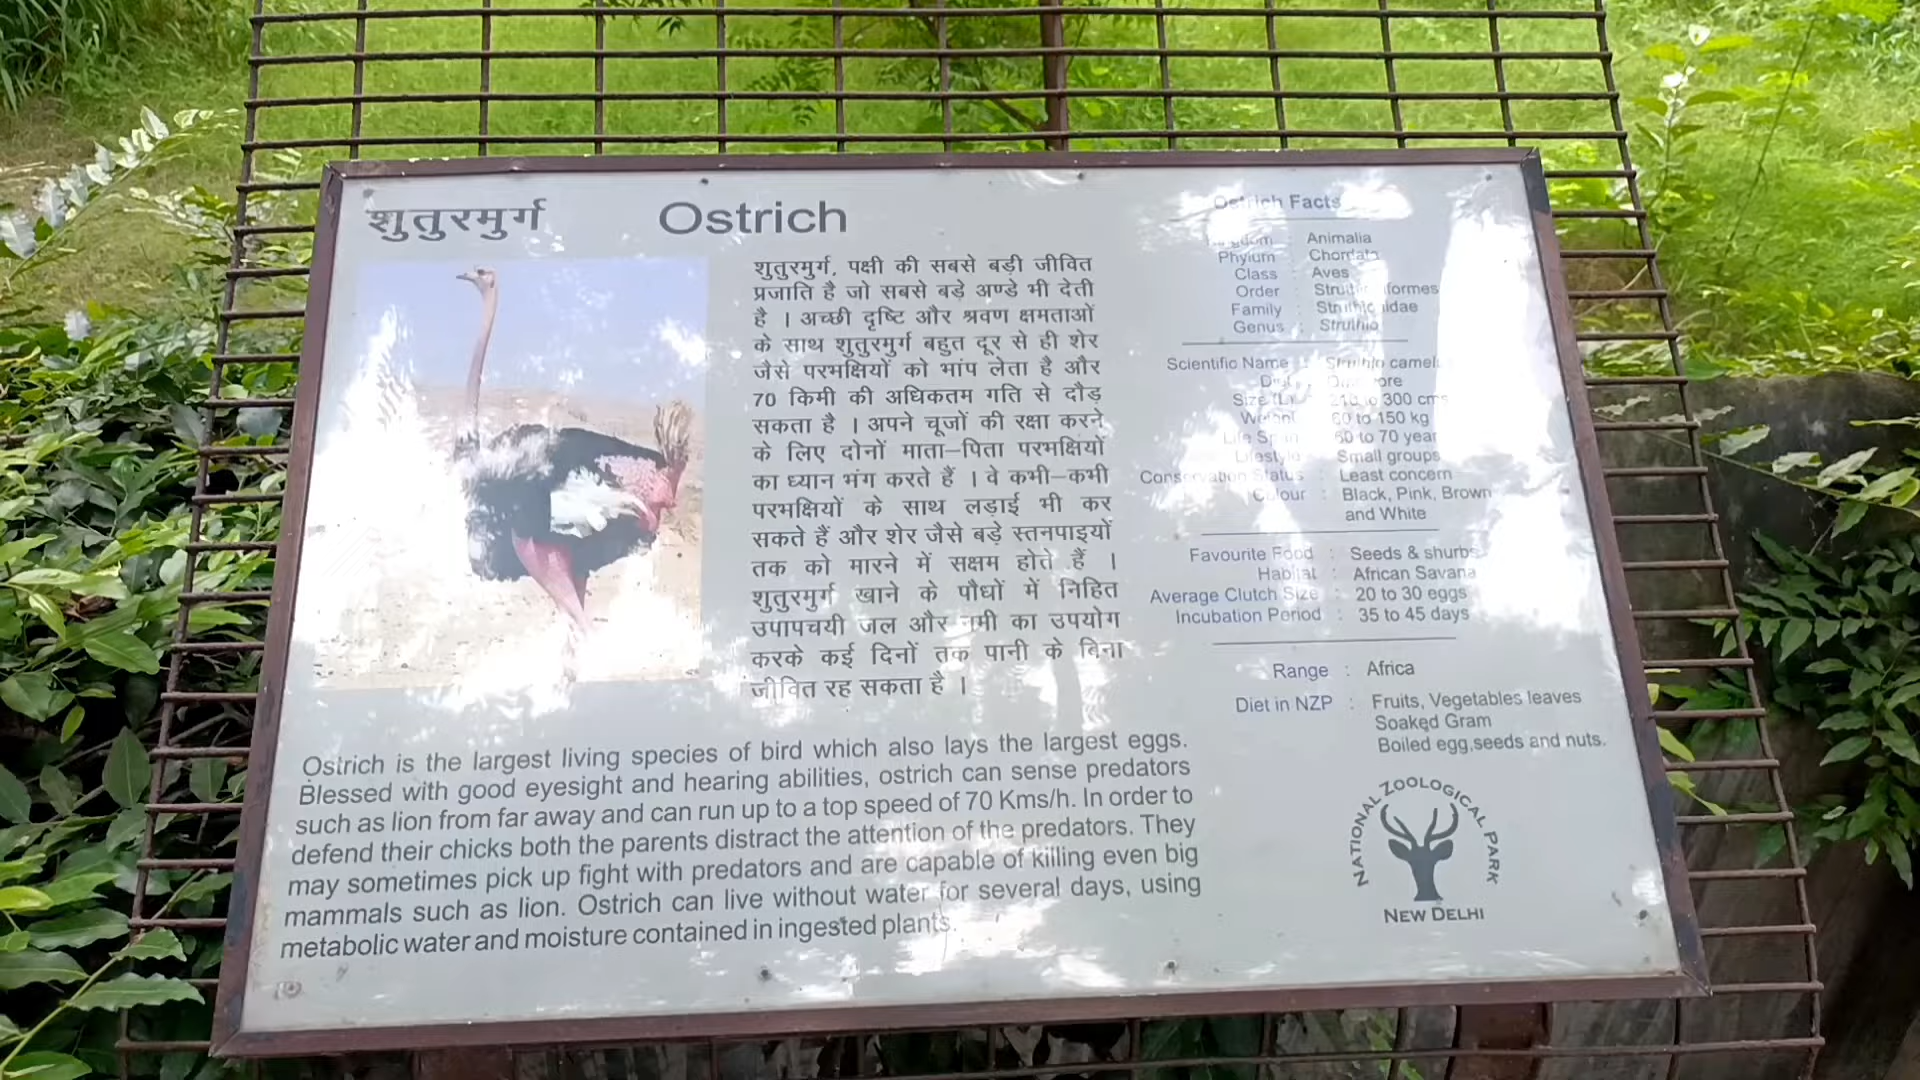 शुतुरमुर्ग
Ostrich
शुतुरमुर्ग, पक्षी की सबसे बड़ी जीवित
प्रजाति है जो सबसे बड़े अण्डे भी देती
है । अच्छी दृष्टि और श्रवण क्षमताओं
के साथ शुतुरमुर्ग बहुत दूर से ही शेर
जैसे परभक्षियों को भांप लेता है और
70 किमी की अधिकतम गति से दौड़
सकता है । अपने चूजों की रक्षा करने
के लिए दोनों माता–पिता परभक्षियों
का ध्यान भंग करते हैं । वे कभी–कभी
परभक्षियों के साथ लड़ाई भी कर
सकते हैं और शेर जैसे बड़े स्तनपाइयों
तक को मारने में सक्षम होते हैं ।
शुतुरमुर्ग खाने के पौधों में निहित
उपापचयी जल और नमी का उपयोग
करके कई दिनों तक पानी के बिना
जीवित रह सकता है ।
Ostrich is the largest living species of bird which also lays the largest eggs.
Blessed with good eyesight and hearing abilities, ostrich can sense predators
such as lion from far away and can run up to a top speed of 70 Kms/h. In order to
defend their chicks both the parents distract the attention of the predators. They
may sometimes pick up fight with predators and are capable of killing even big
mammals such as lion. Ostrich can live without water for several days, using
metabolic water and moisture contained in ingested plants.
Ostrich Facts
: Animalia
Phylum : Chordata
Class : Aves
Order :
Family :
Genus : Struthio
Scientific Name :
Size (L) : 300 cms
Weight : 60 to 150 kg
Life Span : 60 to 70 year
Lifestyle : Small groups
Conservation Status : Least concern
Colour : Black, Pink, Brown
and White
Favourite Food : Seeds & shurbs
Habitat : African Savana
Average Clutch Size : 20 to 30 eggs
Incubation Period : 35 to 45 days
Range : Africa
Diet in NZP : Fruits, Vegetables leaves
Soaked Gram
Boiled egg,seeds and nuts.
NATIONAL ZOOLOGICAL PARK
NEW DELHI